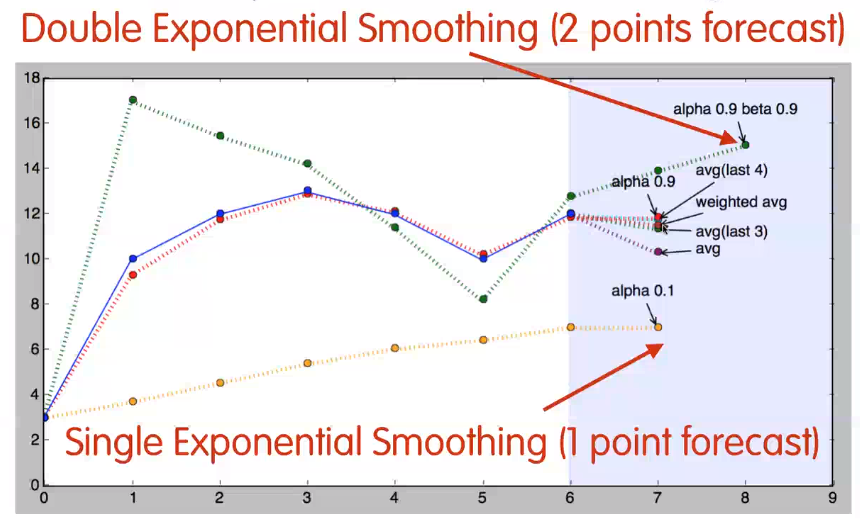 Double Exponential Smoothing (2 points forecast)
18
16
14
12
10
8
6
4
2
0
alpha 0.9 beta 0.9
avg(last 4)
alpha 0.9
weighted avg
avg(last 3)
avg
alpha 0.1
Single Exponential Smoothing (1 point forecast)
0 1 2 3 4 5 6 7 8 9